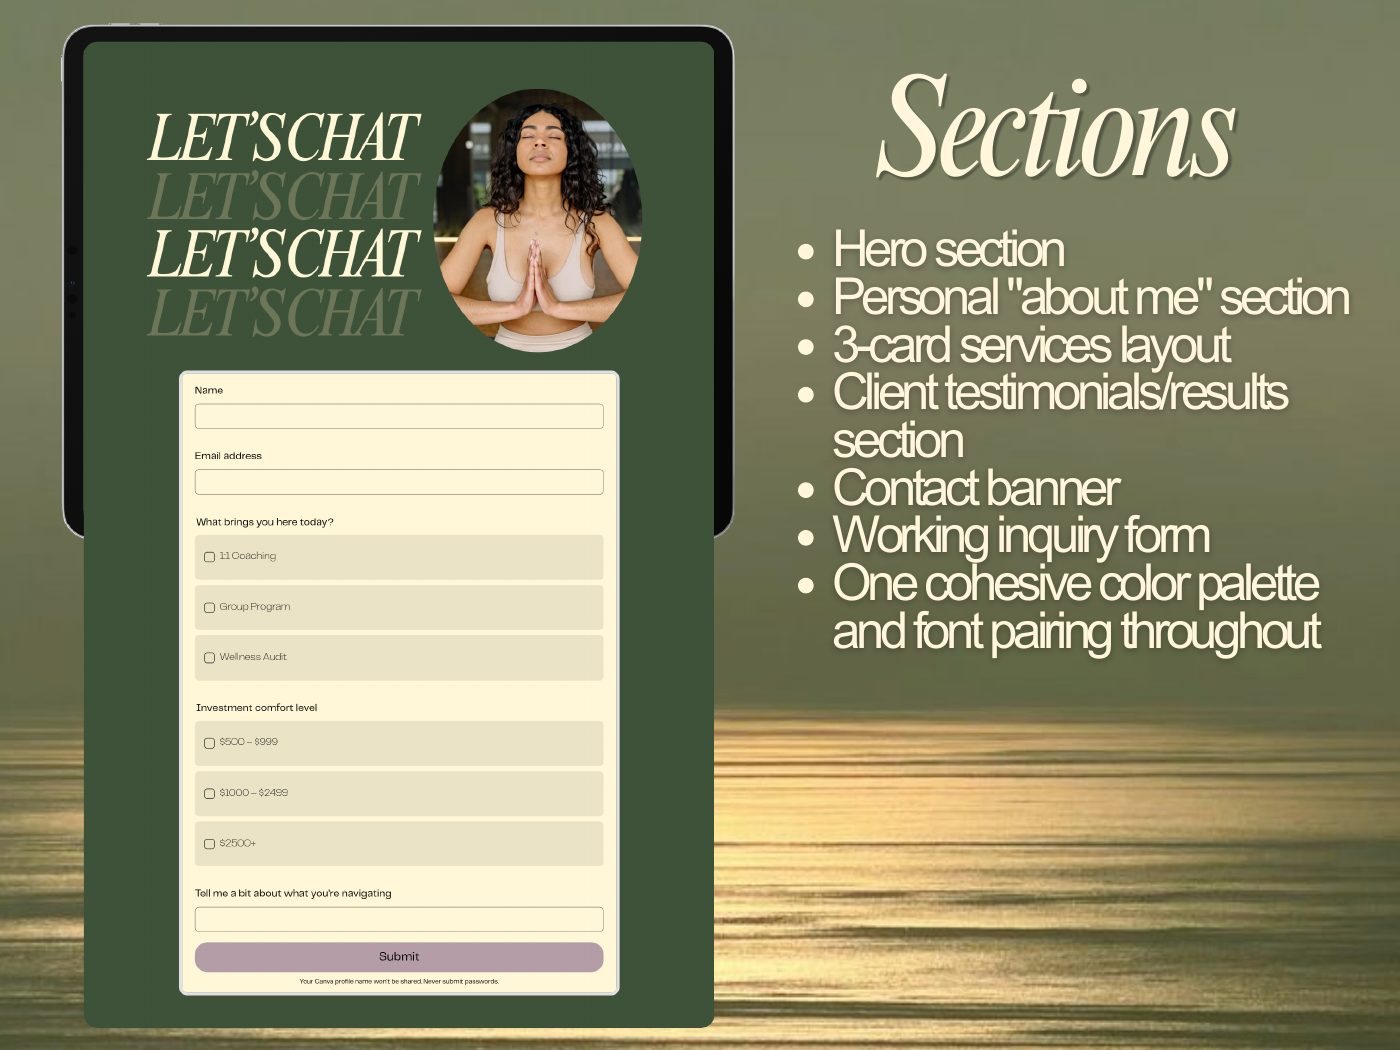 LET'S CHAT
LET'S CHAT
LET'S CHAT
LET'S CHAT
Name
Email address
What brings you here today?
1:1 Coaching
Group Program
Wellness Audit
Investment comfort level
$500 – $999
$1000 – $2499
$2500+
Tell me a bit about what you're navigating
Submit
Your Canva profile name won't be shared. Never submit passwords.
Sections
• Hero section
• Personal "about me" section
• 3-card services layout
• Client testimonials/results
section
• Contact banner
• Working inquiry form
• One cohesive color palette
and font pairing throughout